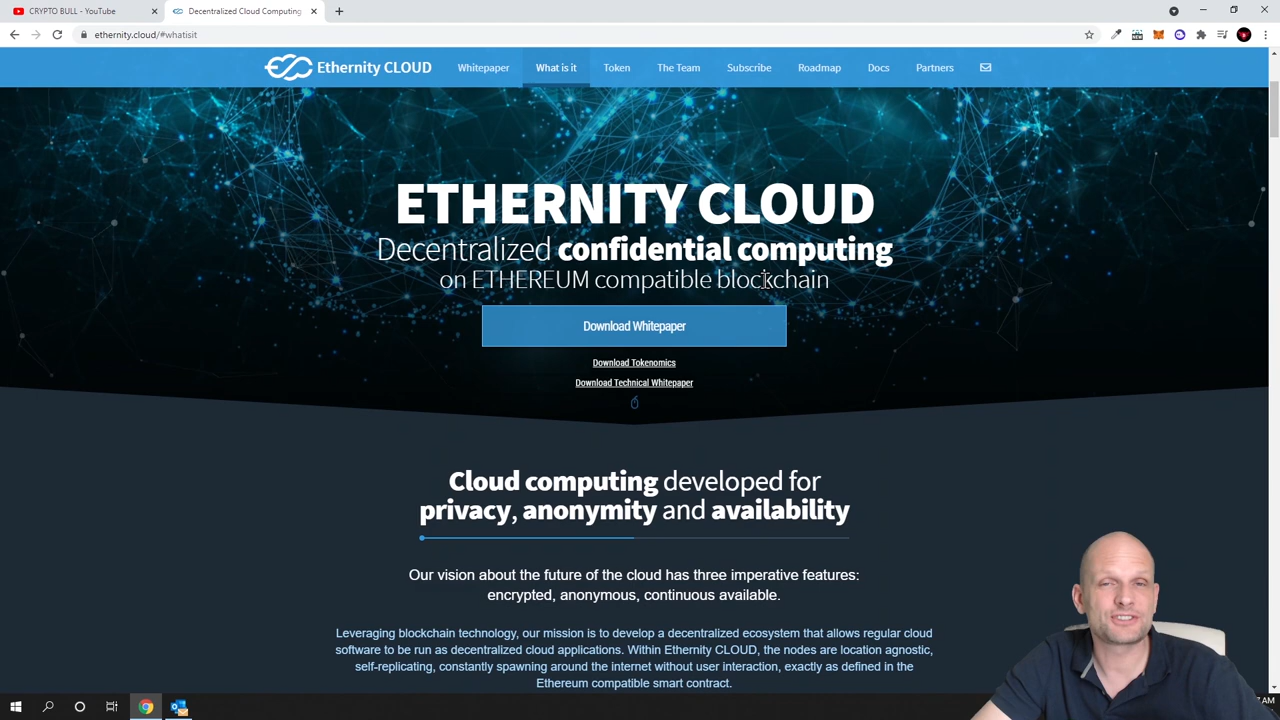 CRYPTO BULL - YouTube
Decentralized Cloud Computing
ethernity.cloud/#whatisit
Ethernity CLOUD
Whitepaper
What is it
Token
The Team
Subscribe
Roadmap
Docs
Partners
ETHERNITY CLOUD
Decentralized confidential computing
on ETHEREUM compatible blockchain
Download Whitepaper
Download Tokenomics
Download Technical Whitepaper
Cloud computing developed for
privacy, anonymity and availability
Our vision about the future of the cloud has three imperative features:
encrypted, anonymous, continuous available.
Leveraging blockchain technology, our mission is to develop a decentralized ecosystem that allows regular cloud
software to be run as decentralized cloud applications. Within Ethernity CLOUD, the nodes are location agnostic,
self-replicating, constantly spawning around the internet without user interaction, exactly as defined in the
Ethereum compatible smart contract.
AM